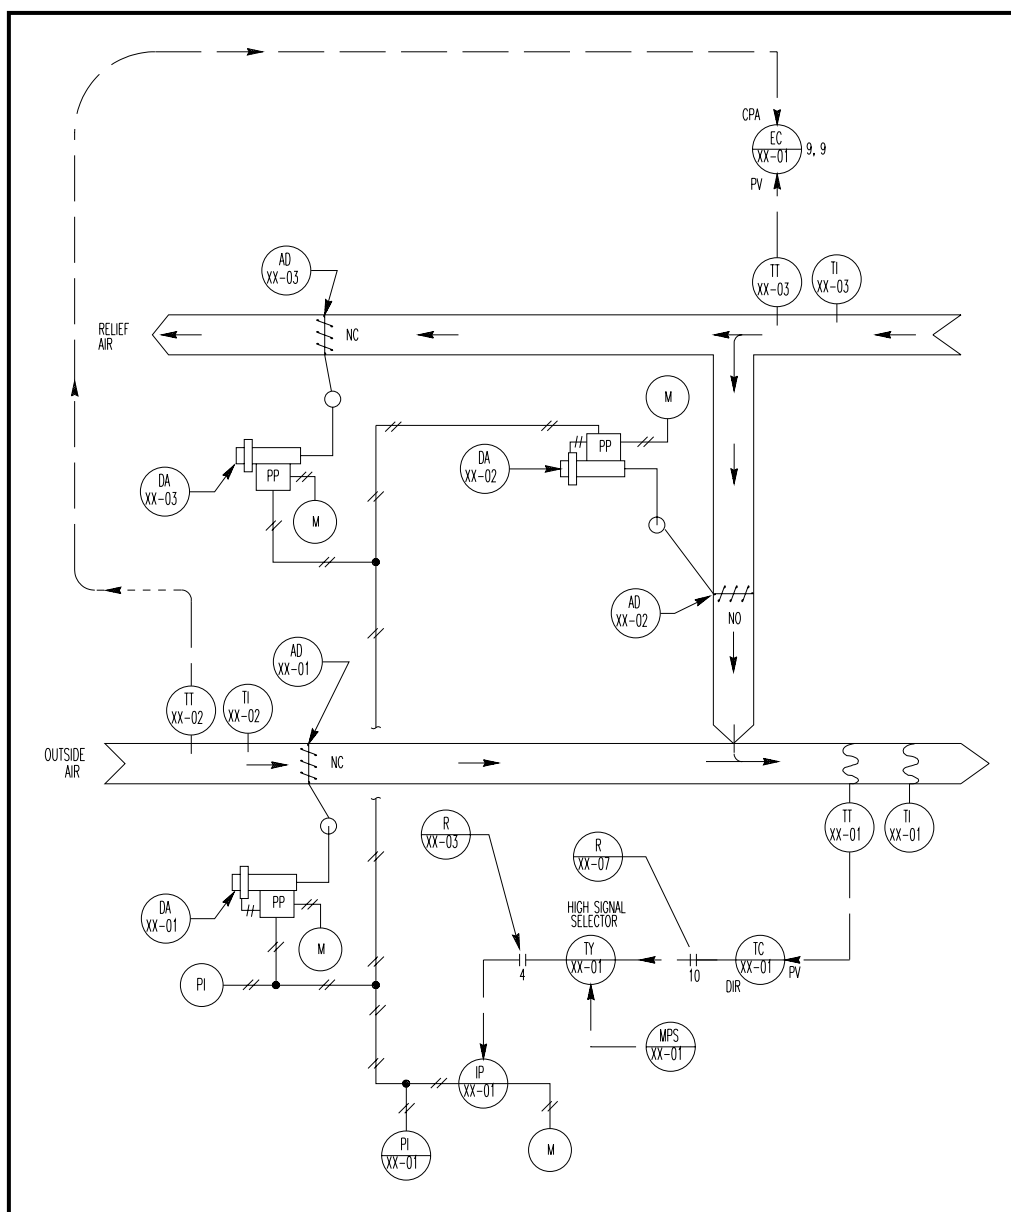 CPA
EC
XX-01
9, 9
PV
AD
XX-03
TT
XX-03
TI
XX-03
RELIEF
AIR
NC
M
PP
DA
XX-02
PP
DA
XX-03
M
AD
XX-02
NO
AD
XX-01
TT
XX-02
TI
XX-02
OUTSIDE
AIR
NC
R
XX-03
R
XX-07
TT
XX-01
TI
XX-01
DA
XX-01
PP
M
HIGH SIGNAL
SELECTOR
TY
XX-01
TC
XX-01
PV
4
10
DIR
PI
MPS
XX-01
IP
XX-01
PI
XX-01
M